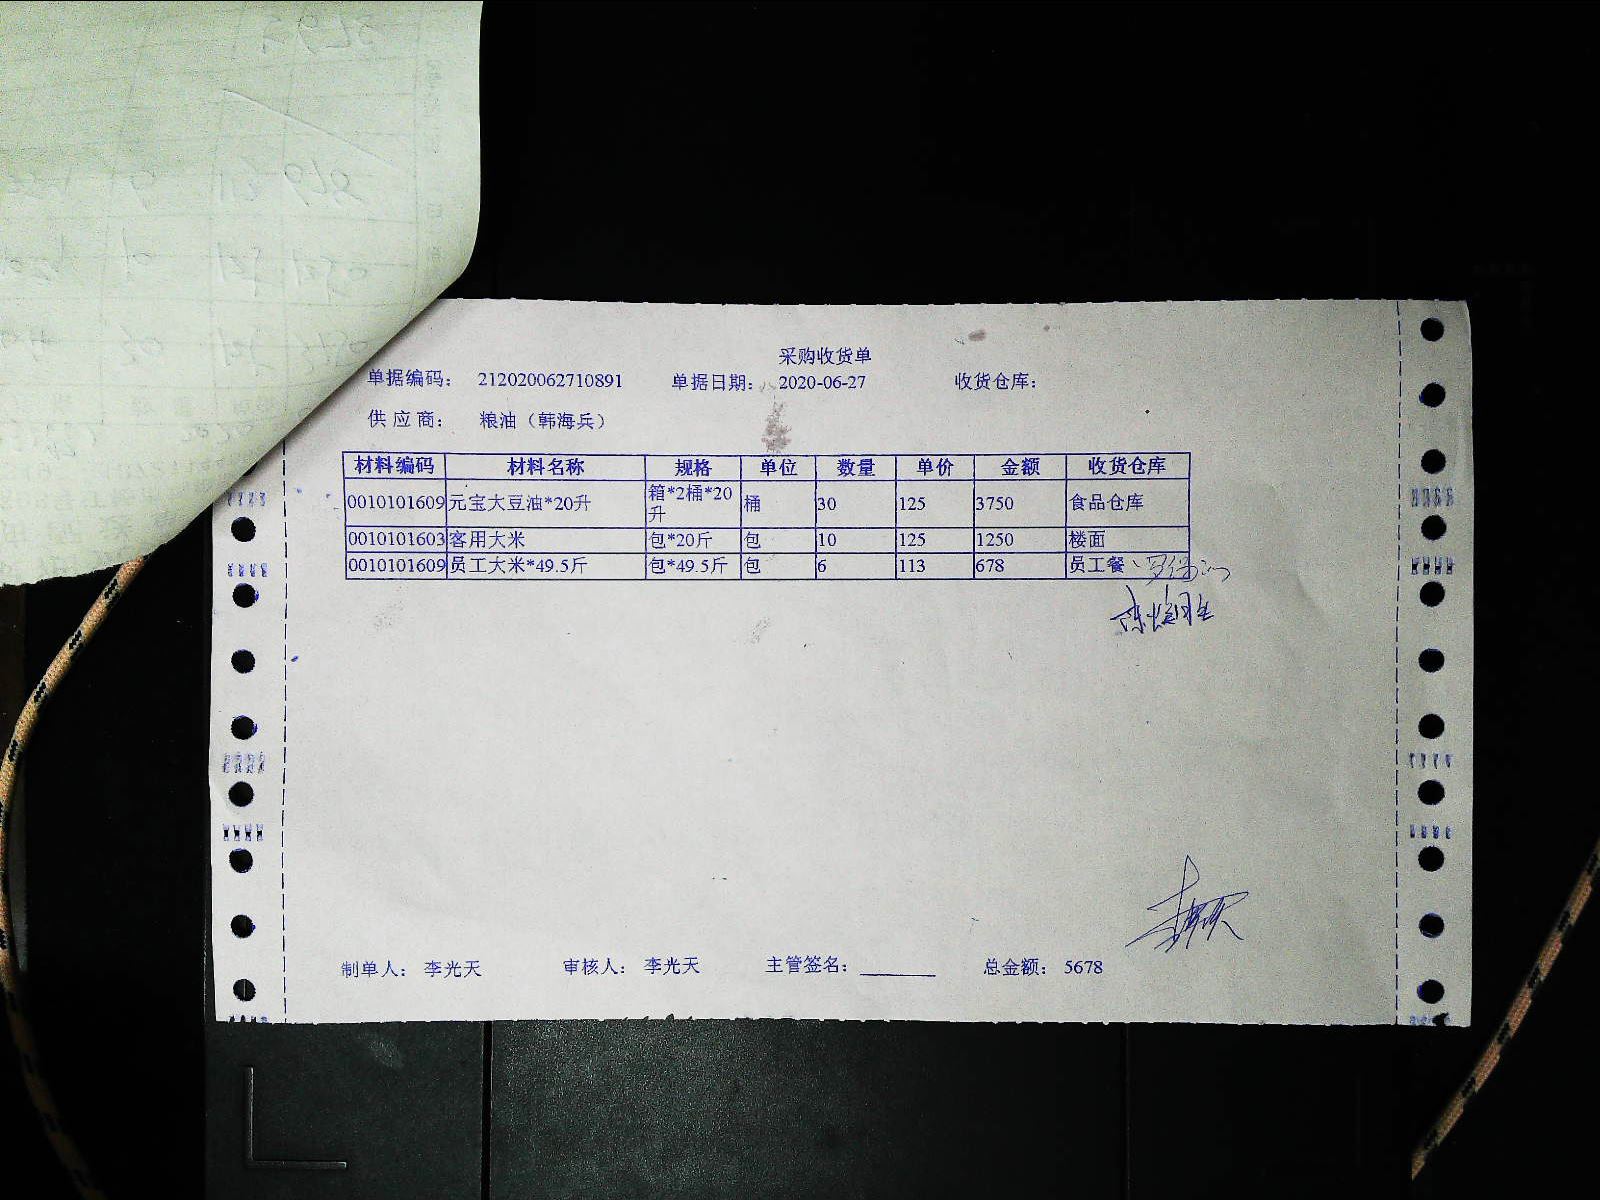 采购收货单
单据编码： 212020062710891 单据日期： 2020-06-27 收货仓库：
供 应 商： 粮油（韩海兵）
材料编码 材料名称 规格 单位 数量 单价 金额 收货仓库
0010101609 元宝大豆油*20升 箱*2桶*20升 桶 30 125 3750 食品仓库
0010101603 客用大米 包*20斤 包 10 125 1250 楼面
0010101609 员工大米*49.5斤 包*49.5斤 包 6 113 678 员工餐
制单人： 李光天 审核人： 李光天 主管签名： 总金额： 5678